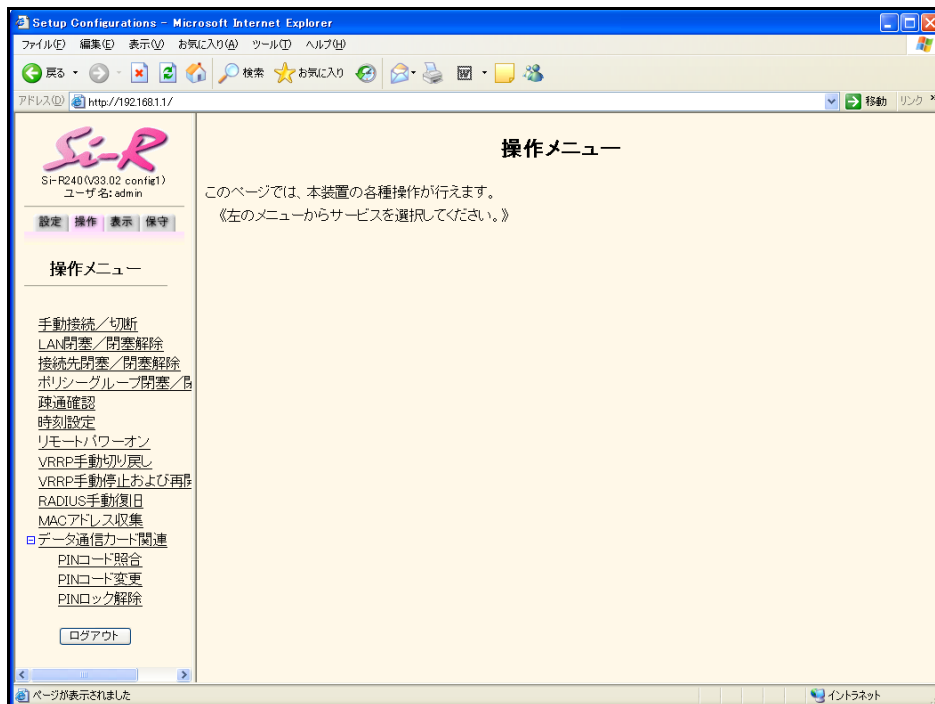 Setup Configurations - Microsoft Internet Explorer
ファイル(F) 編集(E) 表示(V) お気に入り(A) ツール(T) ヘルプ(H)
戻る 検索 お気に入り
アドレス(D) http://192.168.1.1/ 移動 リンク
Si-R
Si-R240(V33.02 config1)
ユーザ名:admin
設定 操作 表示 保守
操作メニュー
手動接続／切断
LAN閉塞／閉塞解除
接続先閉塞／閉塞解除
ポリシーグループ閉塞／
疎通確認
時刻設定
リモートパワーオン
VRRP手動切り戻し
VRRP手動停止および再
RADIUS手動復旧
MACアドレス収集
データ通信カード関連
PINコード照合
PINコード変更
PINロック解除
ログアウト
操作メニュー
このページでは、本装置の各種操作が行えます。
《左のメニューからサービスを選択してください。》
ページが表示されました イントラネット